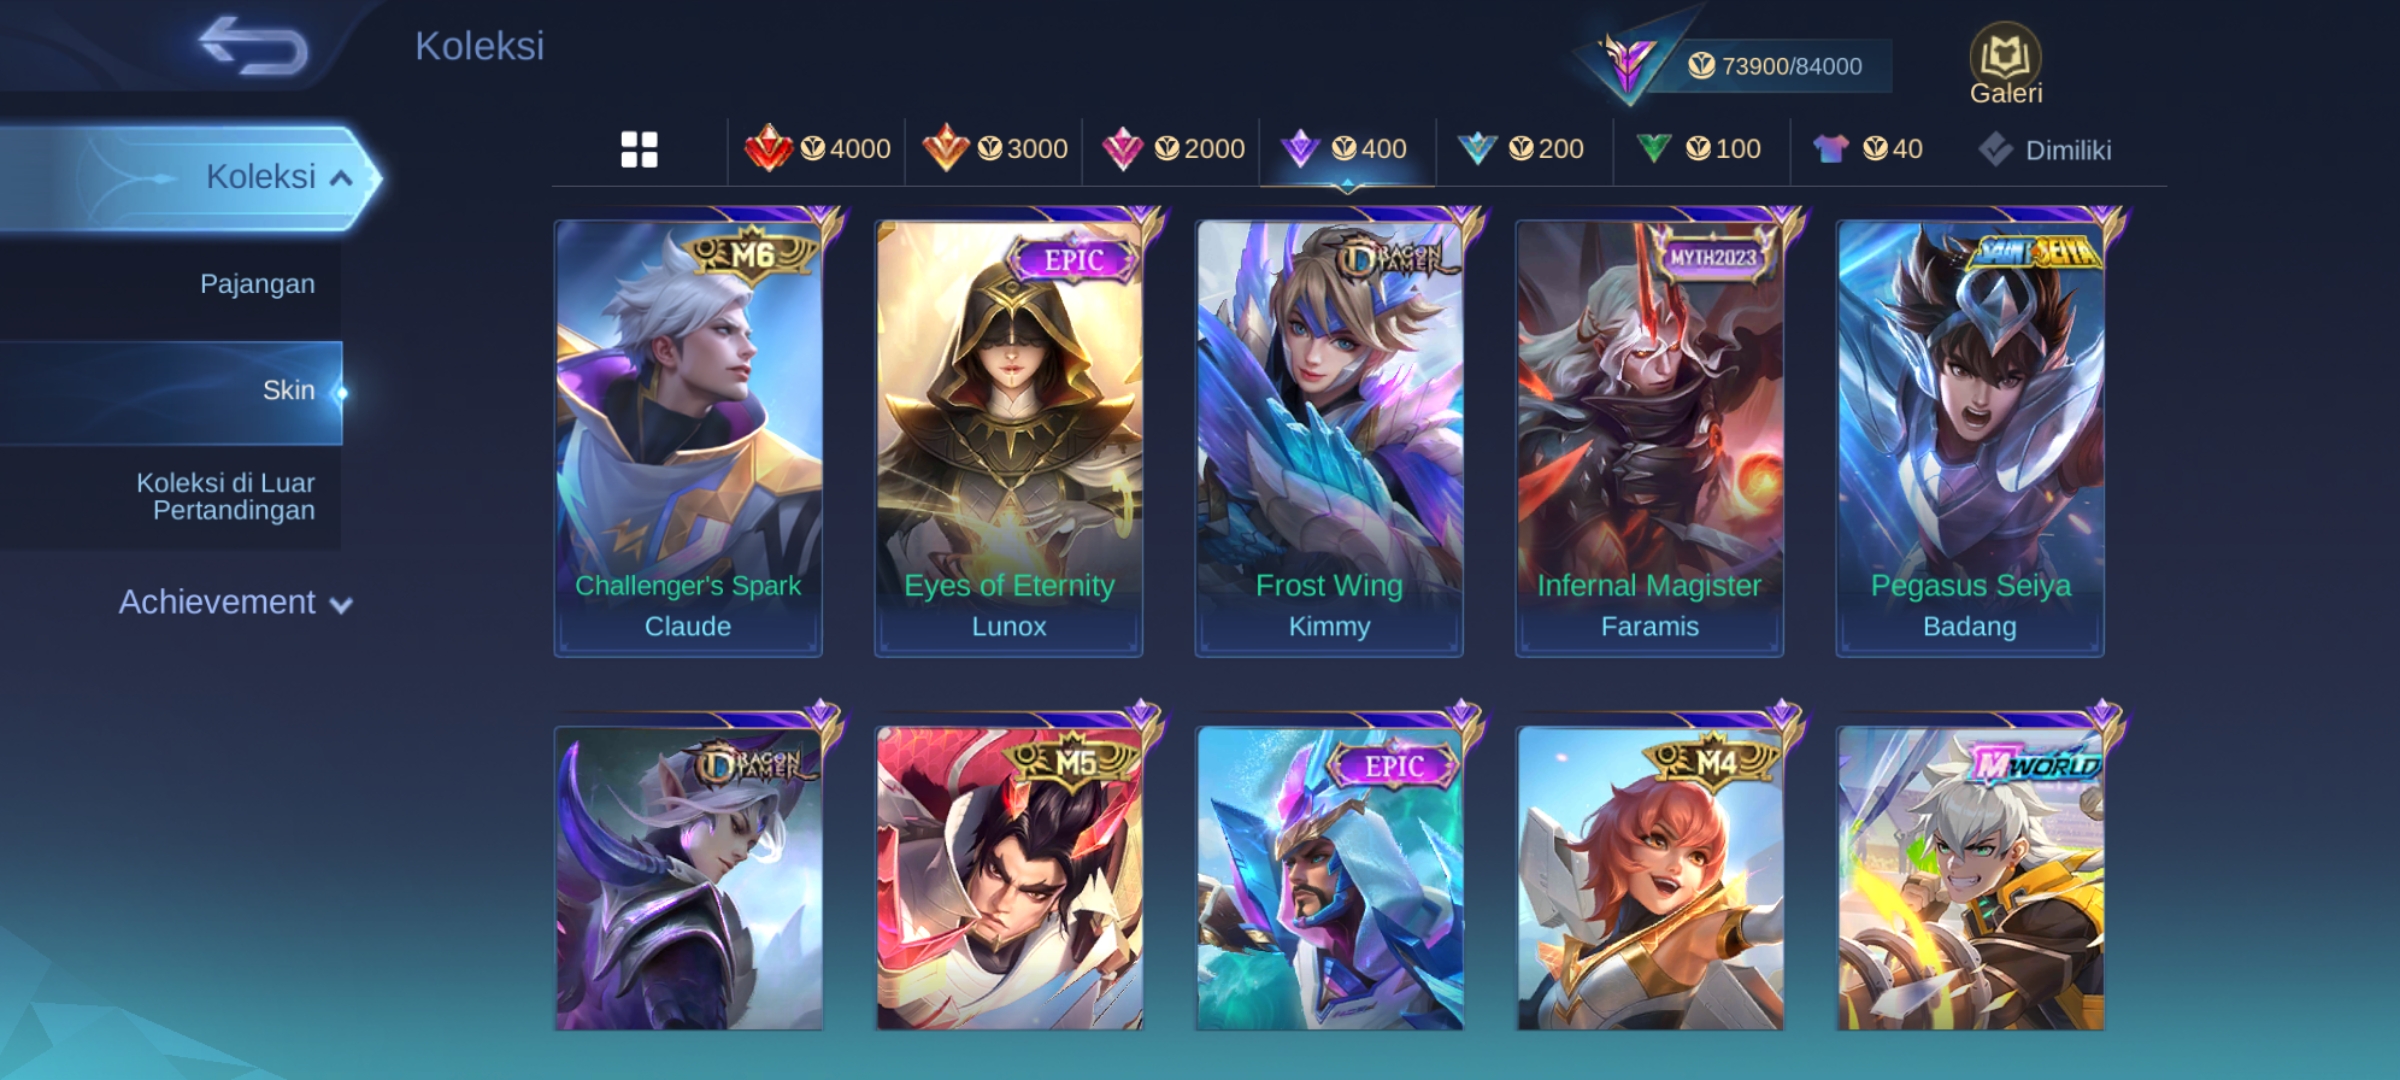 Koleksi
73900/84000
Galeri
Koleksi
4000
3000
2000
400
200
100
40
Dimiliki
Pajangan
Skin
Koleksi di Luar
Pertandingan
Achievement
M6
EPIC
DRAGON
TAMER
MYTH2023
SAINT SEIYA
Challenger's Spark
Claude
Eyes of Eternity
Lunox
Frost Wing
Kimmy
Infernal Magister
Faramis
Pegasus Seiya
Badang
DRAGON
TAMER
M5
EPIC
M4
M WORLD